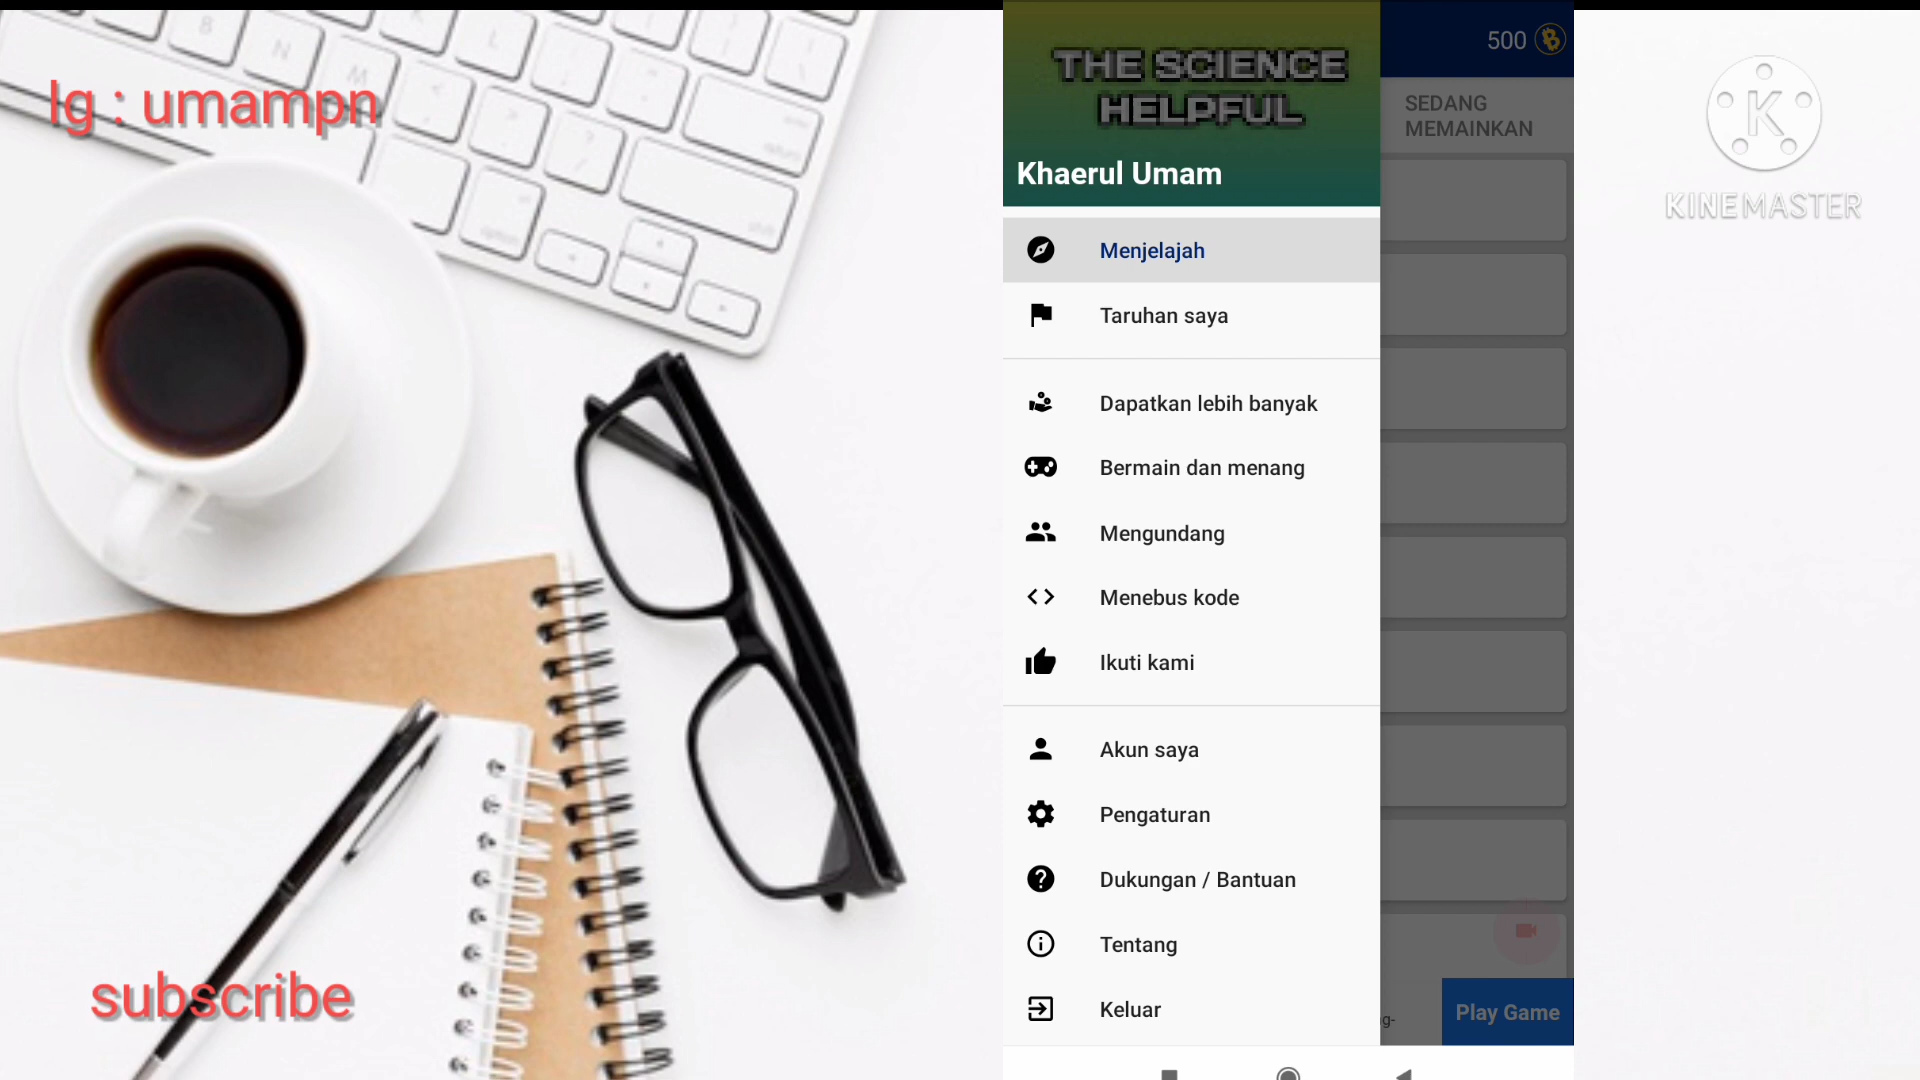 Ig : umampn
subscribe
THE SCIENCE
HELPFUL
Khaerul Umam
Menjelajah
Taruhan saya
Dapatkan lebih banyak
Bermain dan menang
Mengundang
Menebus kode
Ikuti kami
Akun saya
Pengaturan
Dukungan / Bantuan
Tentang
Keluar
500
SEDANG
MEMAINKAN
Play Game
KINEMASTER